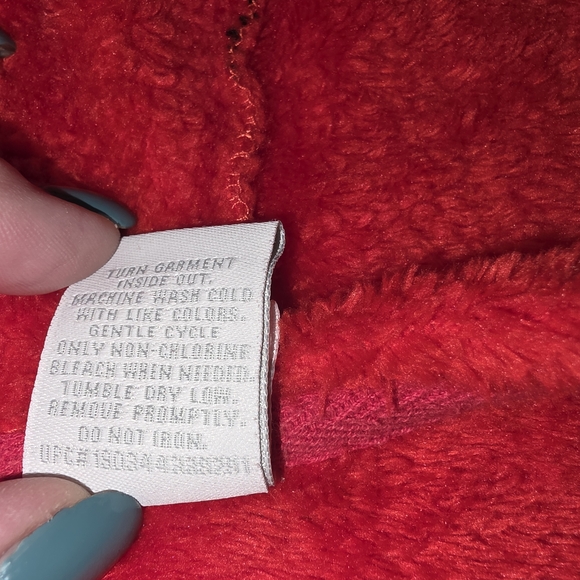 TURN GARMENT
INSIDE OUT.
MACHINE WASH COLD
WITH LIKE COLORS.
GENTLE CYCLE
ONLY NON-CHLORINE
BLEACH WHEN NEEDED.
TUMBLE DRY LOW.
REMOVE PROMPTLY.
DO NOT IRON.
UPC#